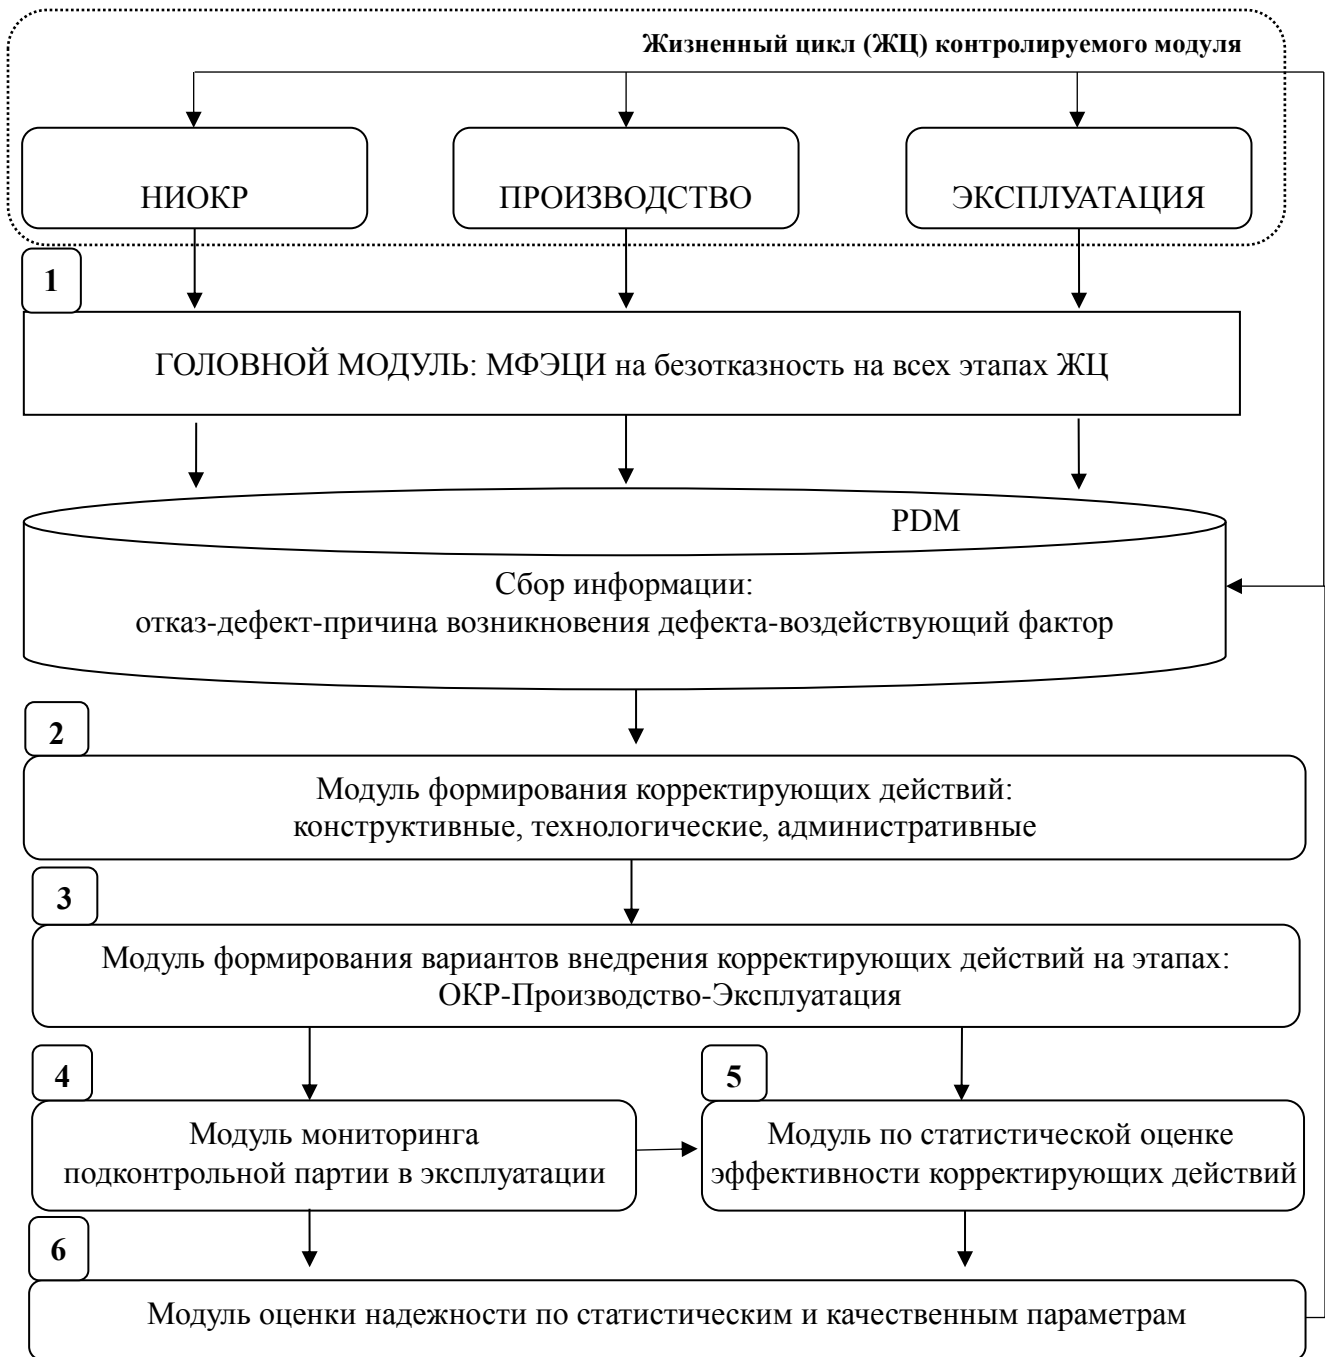 Жизненный цикл (ЖЦ) контролируемого модуля
НИОКР
ПРОИЗВОДСТВО
ЭКСПЛУАТАЦИЯ
1
ГОЛОВНОЙ МОДУЛЬ: МФЭЦИ на безотказность на всех этапах ЖЦ
PDM
Сбор информации:
отказ-дефект-причина возникновения дефекта-воздействующий фактор
2
Модуль формирования корректирующих действий:
конструктивные, технологические, административные
3
Модуль формирования вариантов внедрения корректирующих действий на этапах:
ОКР-Производство-Эксплуатация
4
Модуль мониторинга
подконтрольной партии в эксплуатации
5
Модуль по статистической оценке
эффективности корректирующих действий
6
Модуль оценки надежности по статистическим и качественным параметрам